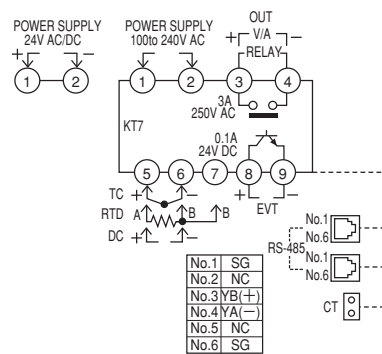 POWER SUPPLY
24V AC/DC
+ −
1 2
POWER SUPPLY
100to 240V AC
1 2
OUT
+ V/A −
RELAY
3 4
3A
250V AC
KT7
0.1A
24V DC
5 6 7 8 9
TC + −
+ EVT −
RTD A B B
DC + −
No.1
No.6
RS-485
No.1
No.6
CT
No.1 SG
No.2 NC
No.3 YB(+)
No.4 YA(−)
No.5 NC
No.6 SG